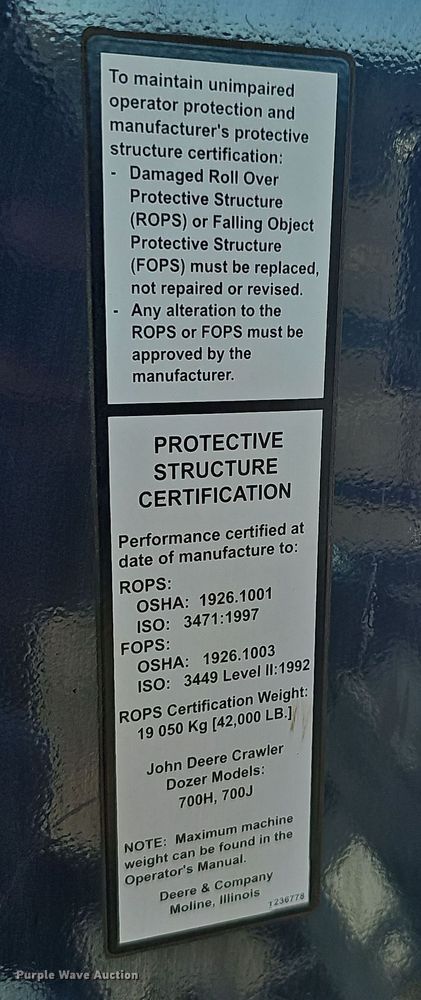 To maintain unimpaired
operator protection and
manufacturer's protective
structure certification:
- Damaged Roll Over
Protective Structure
(ROPS) or Falling Object
Protective Structure
(FOPS) must be replaced,
not repaired or revised.
- Any alteration to the
ROPS or FOPS must be
approved by the
manufacturer.
PROTECTIVE
STRUCTURE
CERTIFICATION
Performance certified at
date of manufacture to:
ROPS:
OSHA: 1926.1001
ISO: 3471:1997
FOPS:
OSHA: 1926.1003
ISO: 3449 Level II:1992
ROPS Certification Weight:
19 050 Kg [42,000 LB.]
John Deere Crawler
Dozer Models:
700H, 700J
NOTE: Maximum machine
weight can be found in the
Operator's Manual.
Deere & Company
Moline, Illinois
T236778
Purple Wave Auction